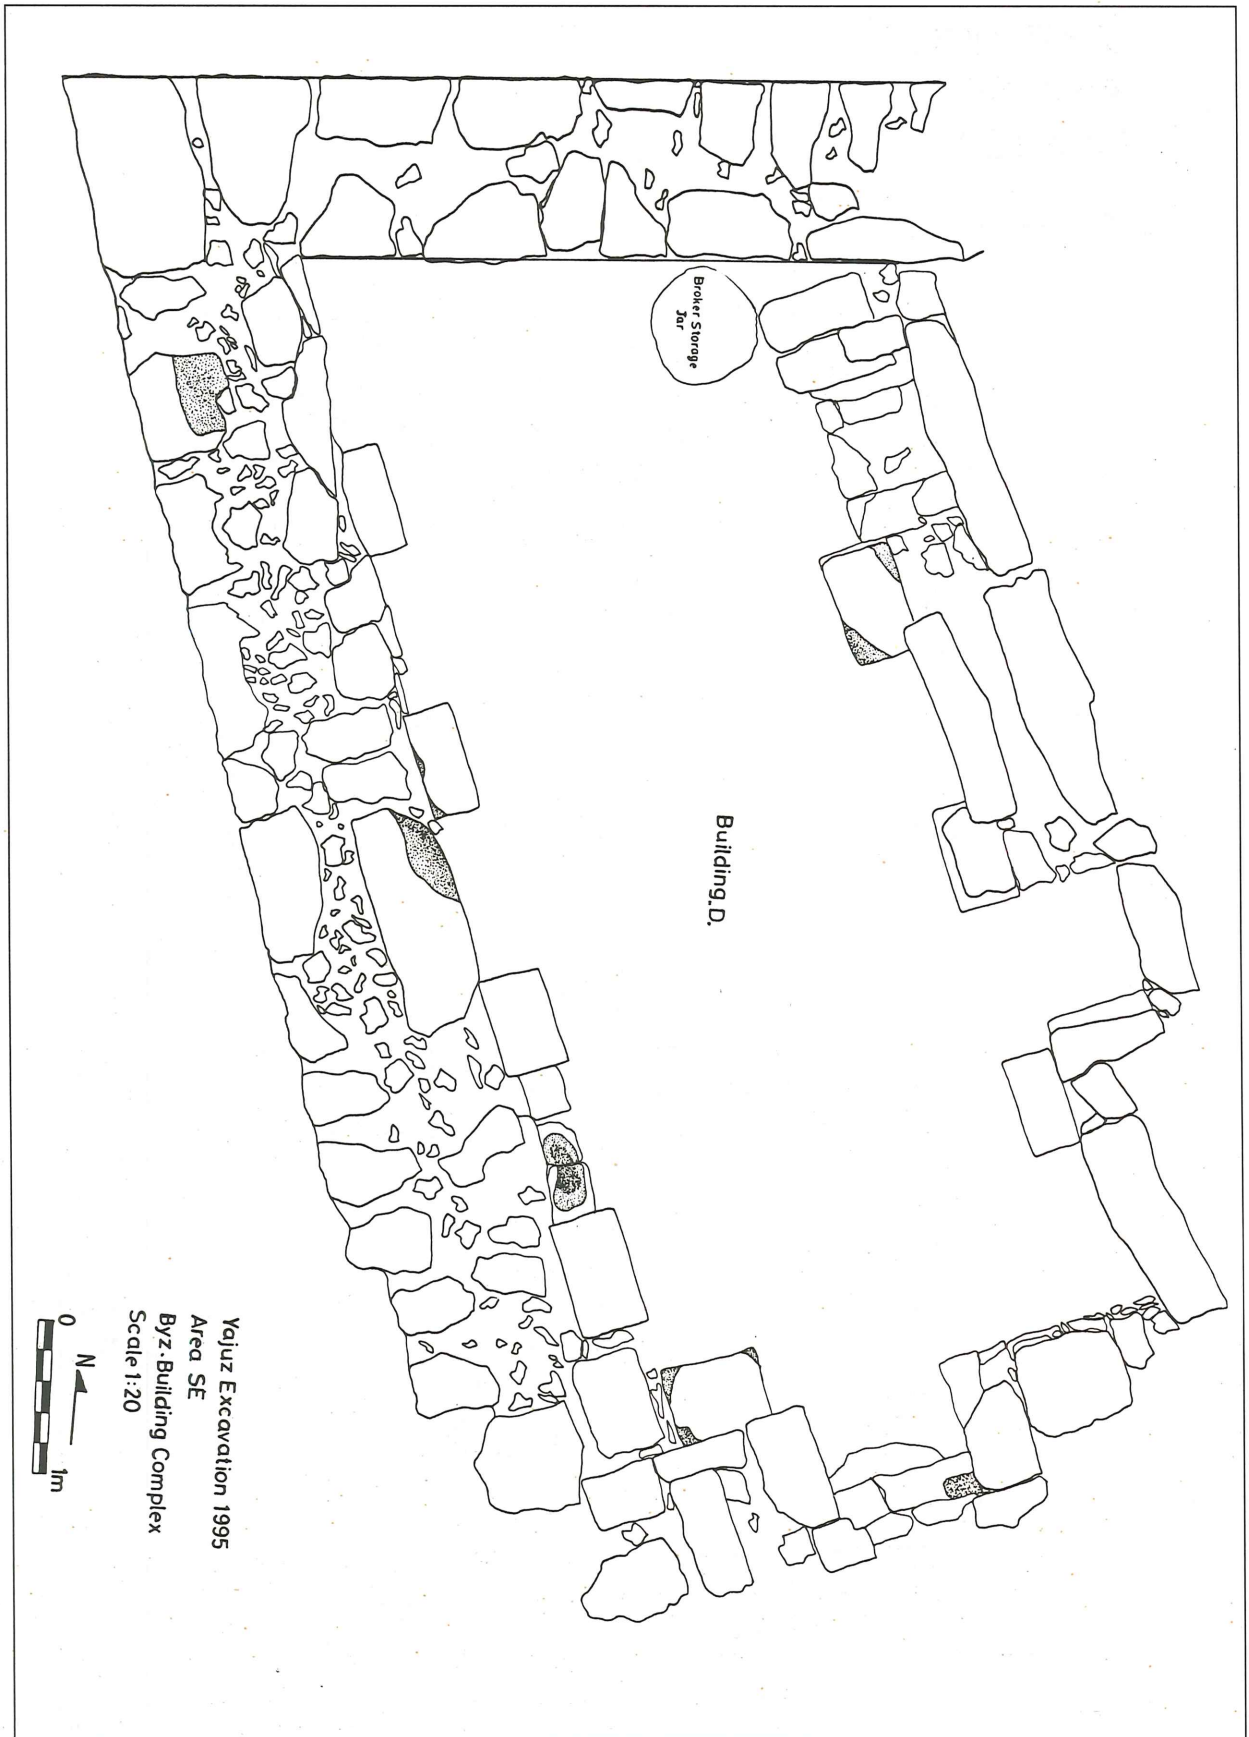 Broker Storage
Jar
Building.D.
Yajuz Excavation 1995
Area SE
Byz. Building Complex
Scale 1:20
N
0
1m